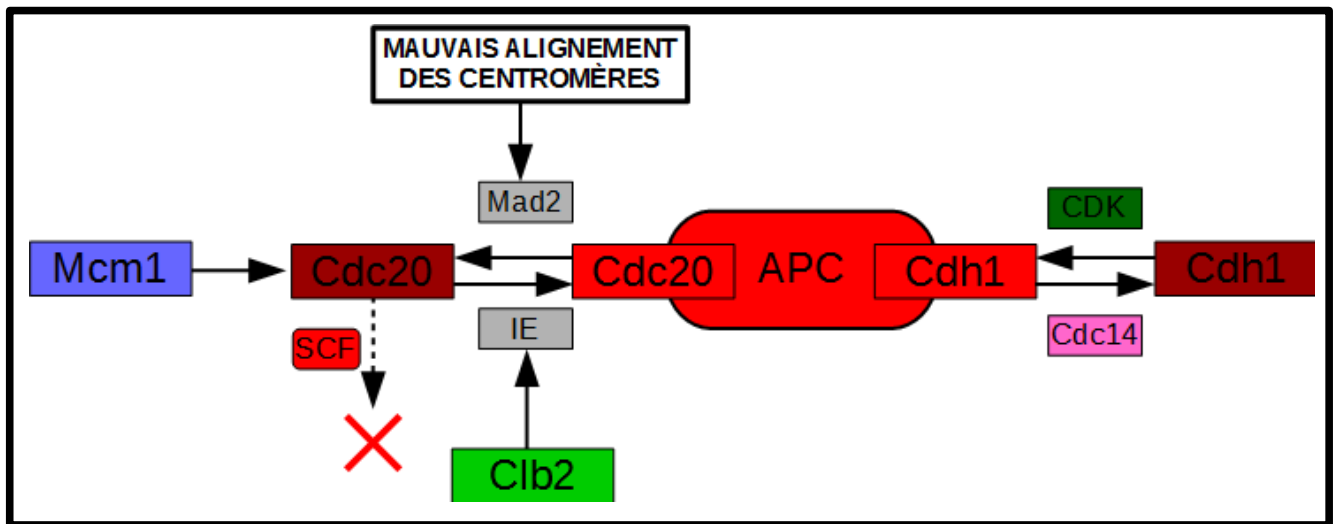 MAUVAIS ALIGNEMENT
DES CENTROMÈRES
Mad2
CDK
Mcm1
Cdc20
Cdc20
APC
Cdh1
Cdh1
SCF
IE
Cdc14
Clb2